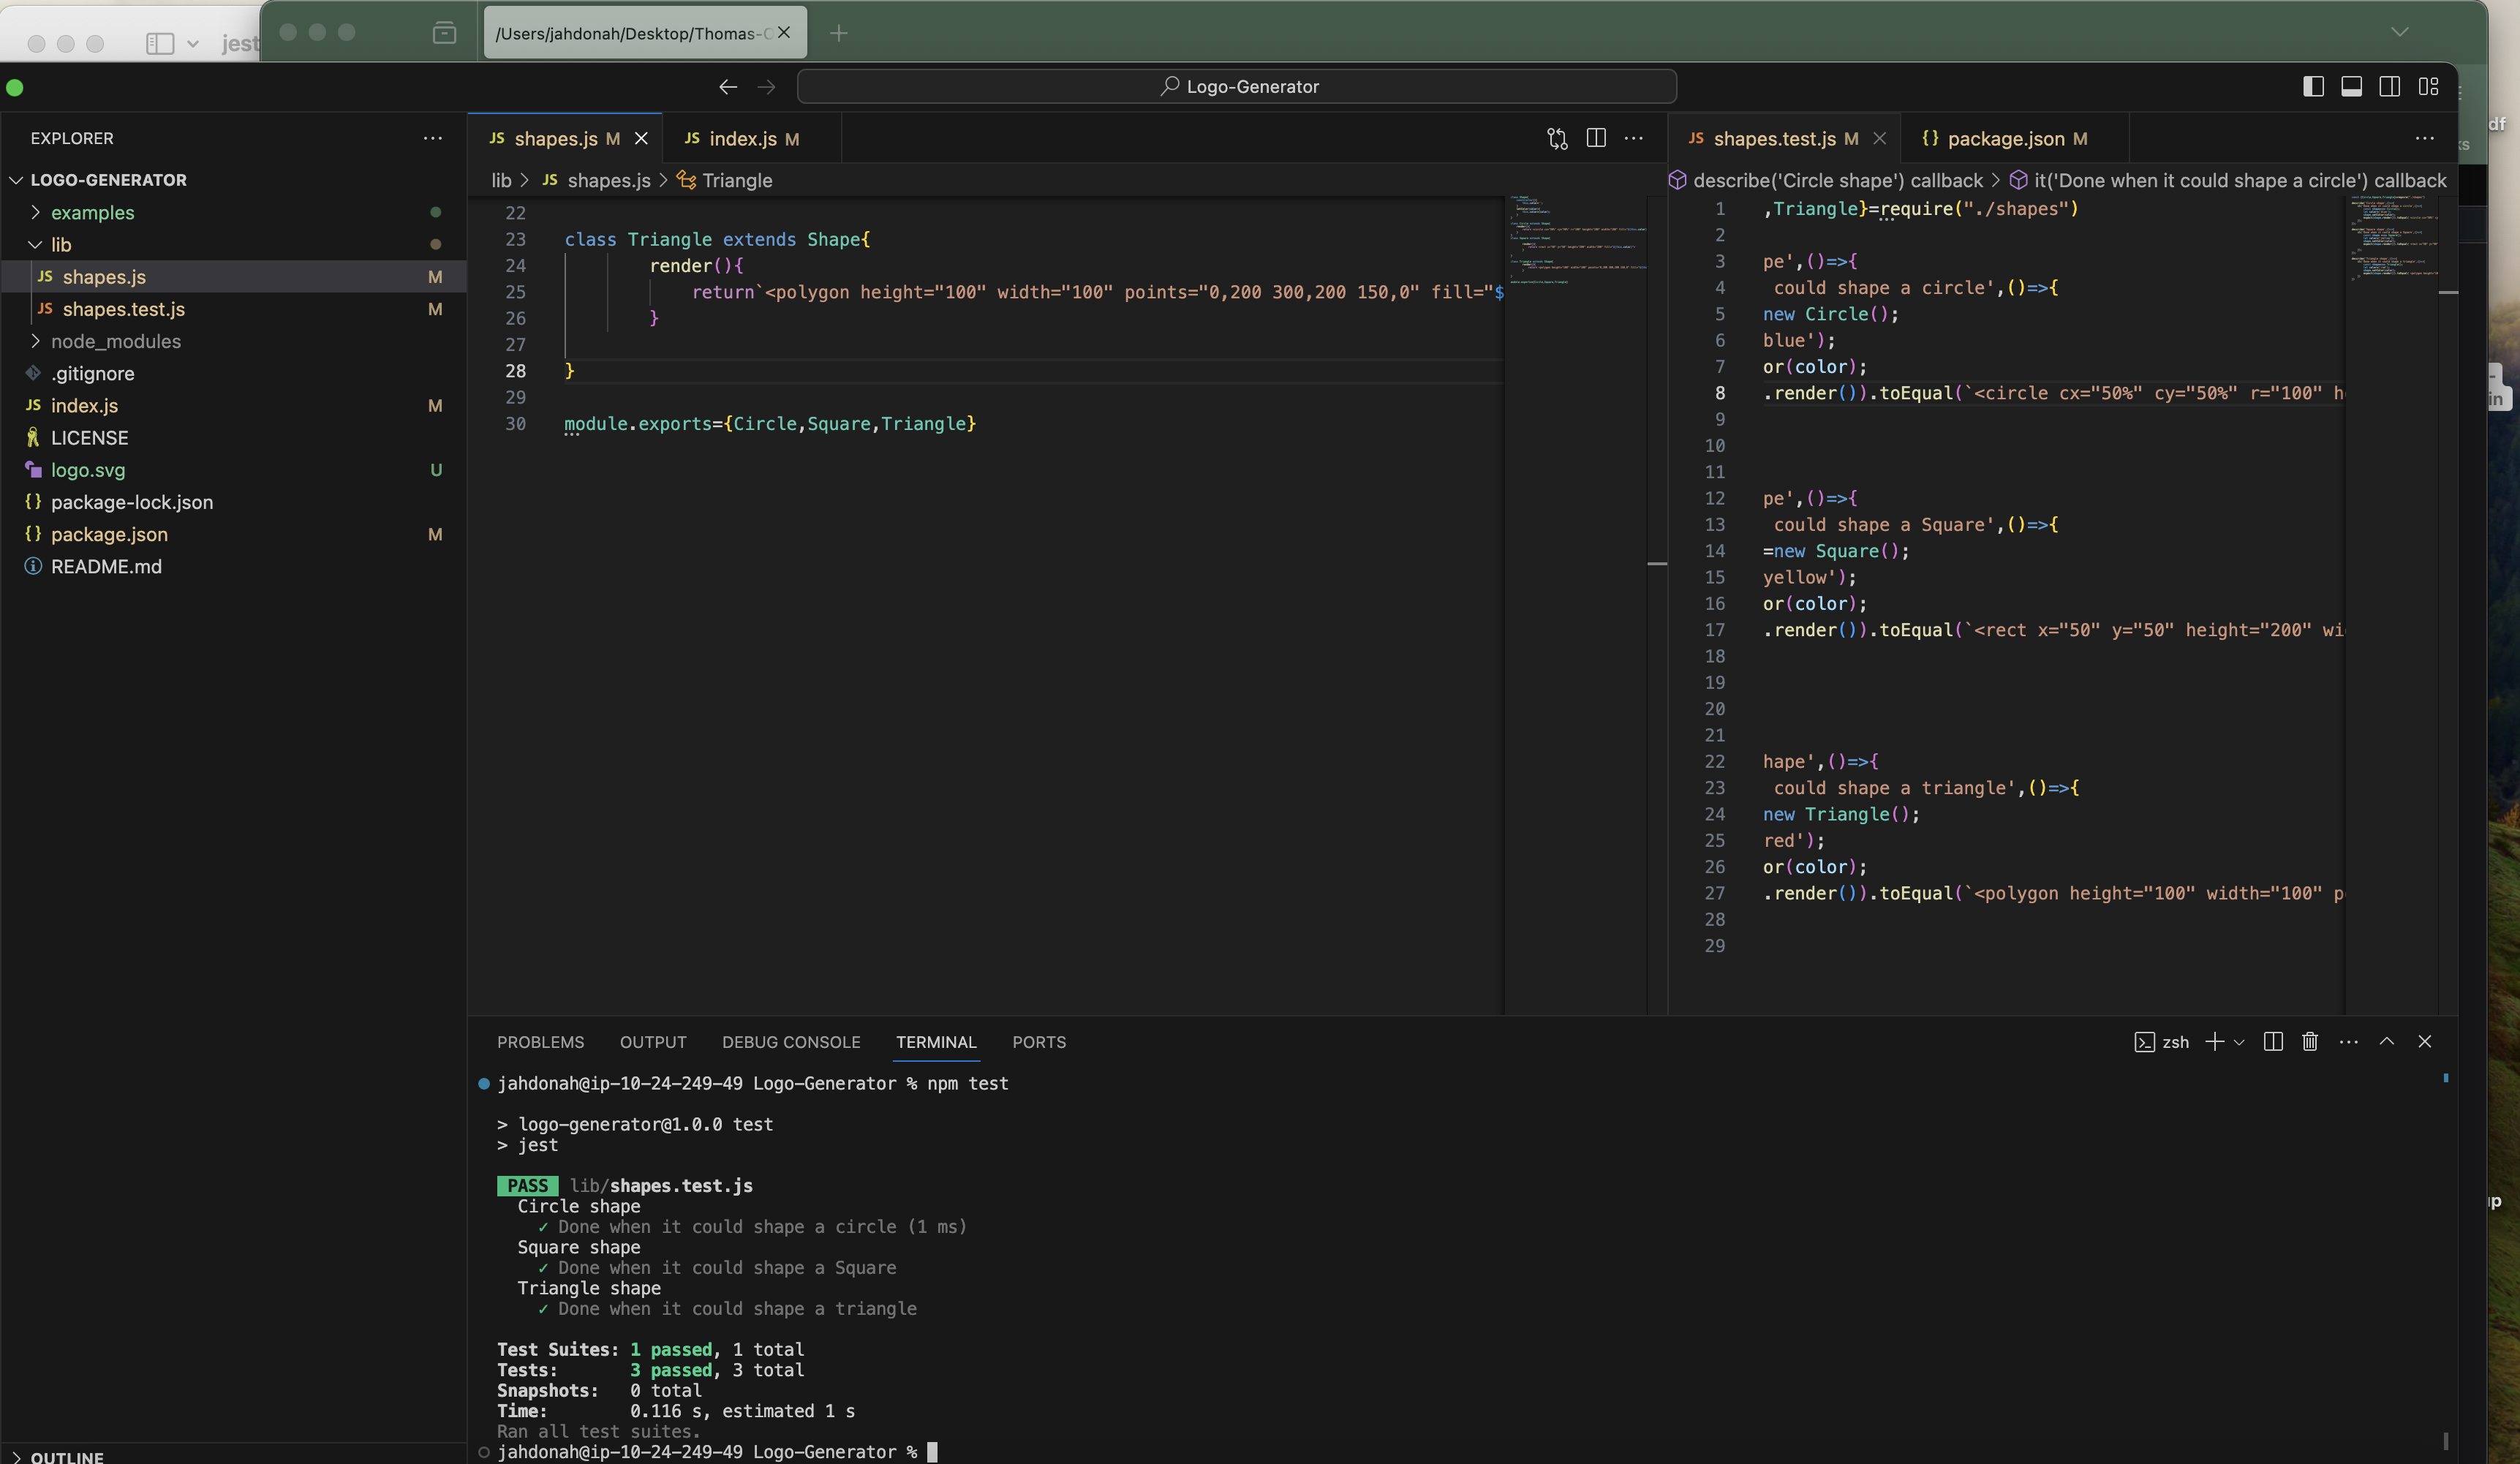 jest
/Users/jahdonah/Desktop/Thomas-C
Logo-Generator
EXPLORER
LOGO-GENERATOR
examples
lib
JS shapes.js M
JS shapes.test.js M
node_modules
.gitignore
JS index.js M
LICENSE
logo.svg U
{} package-lock.json
{} package.json M
README.md
OUTLINE
JS shapes.js M
JS index.js M
lib > JS shapes.js > Triangle
22
23 class Triangle extends Shape{
24 render(){
25 return`<polygon height="100" width="100" points="0,200 300,200 150,0" fill="$
26 }
27
28 }
29
30 module.exports={Circle,Square,Triangle}
JS shapes.test.js M
{} package.json M
describe('Circle shape') callback > it('Done when it could shape a circle') callback
1 ,Triangle}=require("./shapes")
2
3 pe',()=>{
4 could shape a circle',()=>{
5 new Circle();
6 blue');
7 or(color);
8 .render()).toEqual(`<circle cx="50%" cy="50%" r="100" h
9
10
11
12 pe',()=>{
13 could shape a Square',()=>{
14 =new Square();
15 yellow');
16 or(color);
17 .render()).toEqual(`<rect x="50" y="50" height="200" wi
18
19
20
21
22 hape',()=>{
23 could shape a triangle',()=>{
24 new Triangle();
25 red');
26 or(color);
27 .render()).toEqual(`<polygon height="100" width="100" p
28
29
PROBLEMS OUTPUT DEBUG CONSOLE TERMINAL PORTS
zsh
jahdonah@ip-10-24-249-49 Logo-Generator % npm test
> logo-generator@1.0.0 test
> jest
PASS lib/shapes.test.js
Circle shape
✓ Done when it could shape a circle (1 ms)
Square shape
✓ Done when it could shape a Square
Triangle shape
✓ Done when it could shape a triangle
Test Suites: 1 passed, 1 total
Tests: 3 passed, 3 total
Snapshots: 0 total
Time: 0.116 s, estimated 1 s
Ran all test suites.
jahdonah@ip-10-24-249-49 Logo-Generator %
df
ks
in
up